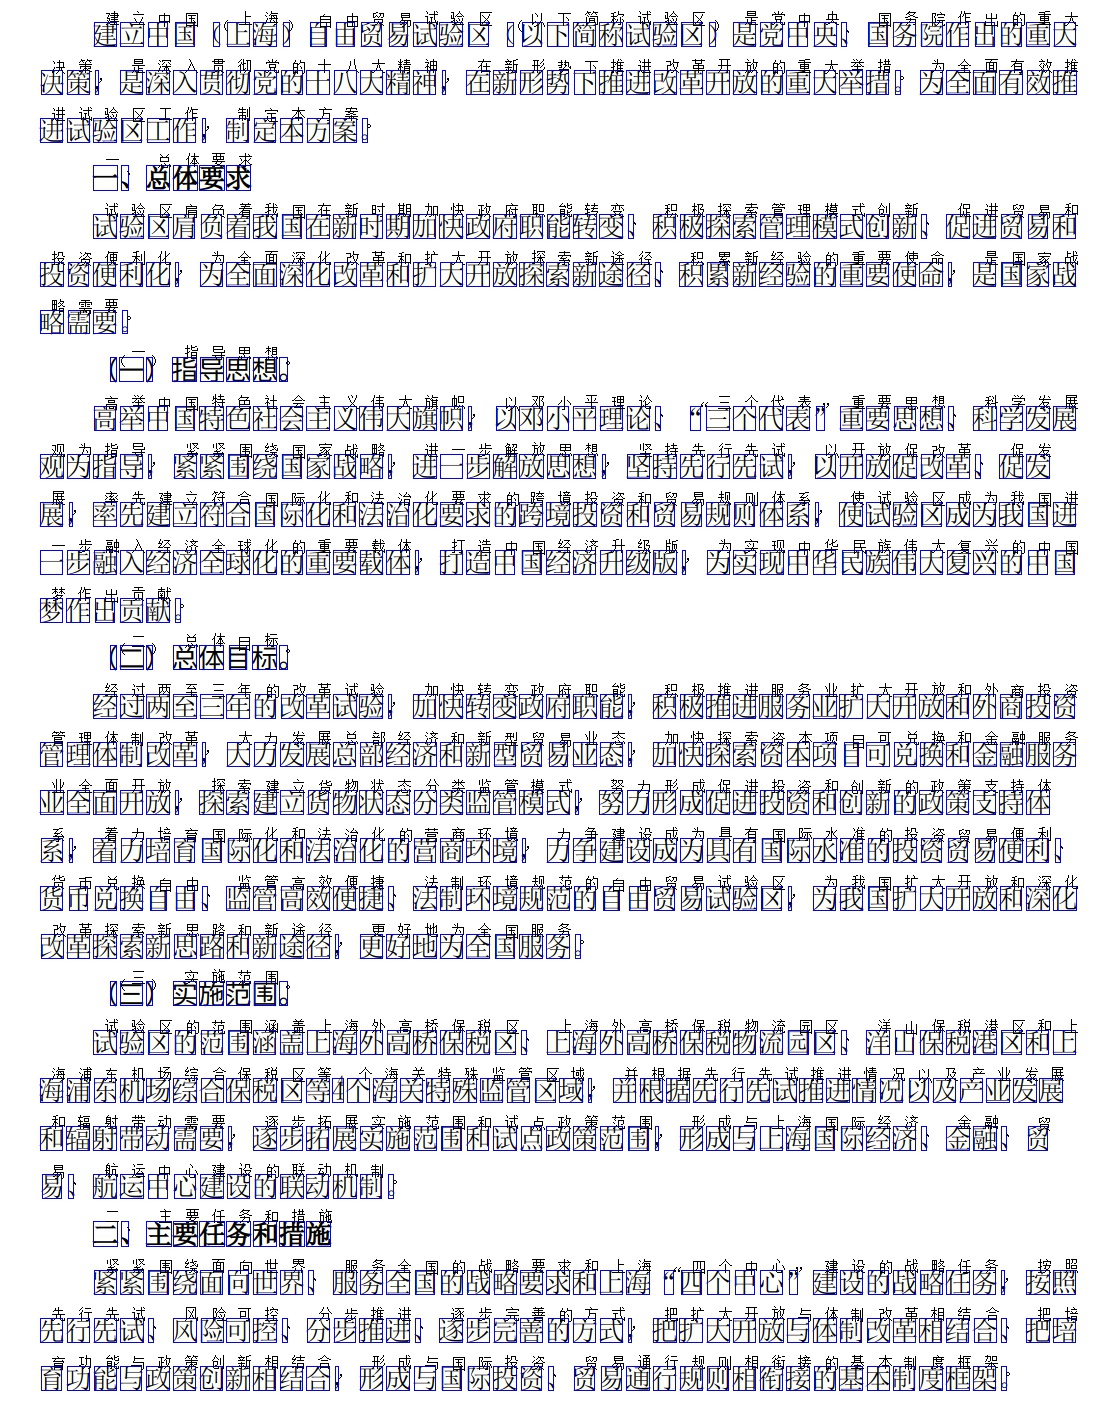 建立中国（上海）自由贸易试验区（以下简称试验区）是党中央、国务院作出的重大
决策，是深入贯彻党的十八大精神，在新形势下推进改革开放的重大举措。为全面有效推
进试验区工作，制定本方案。
一、总体要求
试验区肩负着我国在新时期加快政府职能转变、积极探索管理模式创新、促进贸易和
投资便利化，为全面深化改革和扩大开放探索新途径、积累新经验的重要使命，是国家战
略需要。
（一）指导思想。
高举中国特色社会主义伟大旗帜，以邓小平理论、“三个代表”重要思想、科学发展
观为指导，紧紧围绕国家战略，进一步解放思想，坚持先行先试，以开放促改革、促发
展，率先建立符合国际化和法治化要求的跨境投资和贸易规则体系，使试验区成为我国进
一步融入经济全球化的重要载体，打造中国经济升级版，为实现中华民族伟大复兴的中国
梦作出贡献。
（二）总体目标。
经过两至三年的改革试验，加快转变政府职能，积极推进服务业扩大开放和外商投资
管理体制改革，大力发展总部经济和新型贸易业态，加快探索资本项目可兑换和金融服务
业全面开放，探索建立货物状态分类监管模式，努力形成促进投资和创新的政策支持体
系，着力培育国际化和法治化的营商环境，力争建设成为具有国际水准的投资贸易便利、
货币兑换自由、监管高效便捷、法制环境规范的自由贸易试验区，为我国扩大开放和深化
改革探索新思路和新途径，更好地为全国服务。
（三）实施范围。
试验区的范围涵盖上海外高桥保税区、上海外高桥保税物流园区、洋山保税港区和上
海浦东机场综合保税区等4个海关特殊监管区域，并根据先行先试推进情况以及产业发展
和辐射带动需要，逐步拓展实施范围和试点政策范围，形成与上海国际经济、金融、贸
易、航运中心建设的联动机制。
二、主要任务和措施
紧紧围绕面向世界、服务全国的战略要求和上海“四个中心”建设的战略任务，按照
先行先试、风险可控、分步推进、逐步完善的方式，把扩大开放与体制改革相结合、把培
育功能与政策创新相结合，形成与国际投资、贸易通行规则相衔接的基本制度框架。